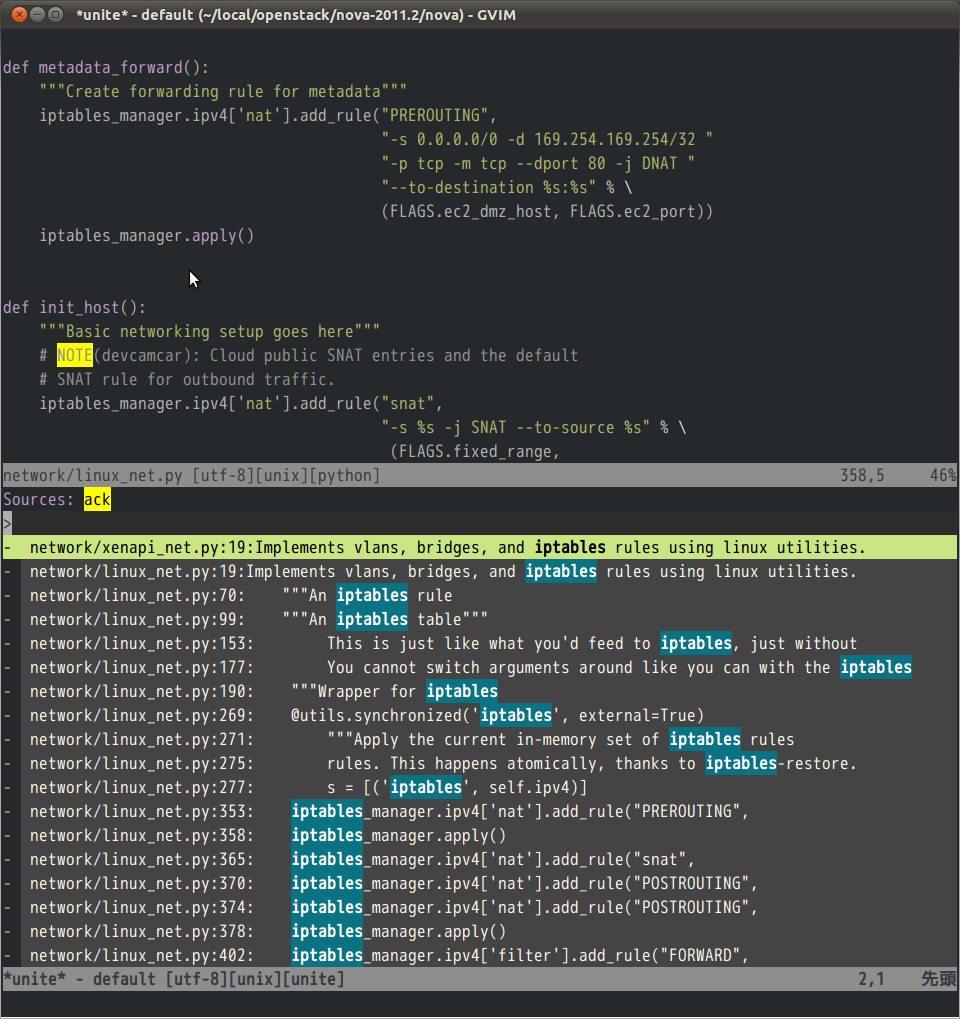 *unite* - default (~/local/openstack/nova-2011.2/nova) - GVIM
def metadata_forward():
    """Create forwarding rule for metadata"""
    iptables_manager.ipv4['nat'].add_rule("PREROUTING",
                                          "-s 0.0.0.0/0 -d 169.254.169.254/32 "
                                          "-p tcp -m tcp --dport 80 -j DNAT "
                                          "--to-destination %s:%s" % \
                                          (FLAGS.ec2_dmz_host, FLAGS.ec2_port))
    iptables_manager.apply()
def init_host():
    """Basic networking setup goes here"""
    # NOTE(devcamcar): Cloud public SNAT entries and the default
    # SNAT rule for outbound traffic.
    iptables_manager.ipv4['nat'].add_rule("snat",
                                          "-s %s -j SNAT --to-source %s" % \
                                           (FLAGS.fixed_range,
network/linux_net.py [utf-8][unix][python] 358,5 46%
Sources: ack
>
-  network/xenapi_net.py:19:Implements vlans, bridges, and iptables rules using linux utilities.
-  network/linux_net.py:19:Implements vlans, bridges, and iptables rules using linux utilities.
-  network/linux_net.py:70:    """An iptables rule
-  network/linux_net.py:99:    """An iptables table"""
-  network/linux_net.py:153:        This is just like what you'd feed to iptables, just without
-  network/linux_net.py:177:        You cannot switch arguments around like you can with the iptables
-  network/linux_net.py:190:    """Wrapper for iptables
-  network/linux_net.py:269:    @utils.synchronized('iptables', external=True)
-  network/linux_net.py:271:        """Apply the current in-memory set of iptables rules
-  network/linux_net.py:275:        rules. This happens atomically, thanks to iptables-restore.
-  network/linux_net.py:277:        s = [('iptables', self.ipv4)]
-  network/linux_net.py:353:    iptables_manager.ipv4['nat'].add_rule("PREROUTING",
-  network/linux_net.py:358:    iptables_manager.apply()
-  network/linux_net.py:365:    iptables_manager.ipv4['nat'].add_rule("snat",
-  network/linux_net.py:370:    iptables_manager.ipv4['nat'].add_rule("POSTROUTING",
-  network/linux_net.py:374:    iptables_manager.ipv4['nat'].add_rule("POSTROUTING",
-  network/linux_net.py:378:    iptables_manager.apply()
-  network/linux_net.py:402:    iptables_manager.ipv4['filter'].add_rule("FORWARD",
*unite* - default [utf-8][unix][unite] 2,1 先頭